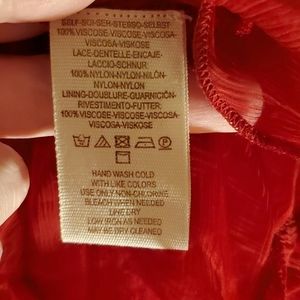 SELF-SOI-SEH-STESSO-SELBST
100% VISCOSE-VISCOSE-VISCOSA-
VISCOSA-VISKOSE
LACE-DENTELLE-ENCAJE-
LACCIO-SCHNUR:
100% NYLON-NYLON-NILÓN-
NYLON-NYLON
LINING-DOUBLURE-GUARNICIÓN-
RIVESTIMENTO-FUTTER:
100% VISCOSE-VISCOSE-VISCOSA-
VISCOSA-VISKOSE
HAND WASH COLD
WITH LIKE COLORS
USE ONLY NON-CHLORINE
BLEACH WHEN NEEDED
LINE DRY
LOW IRON AS NEEDED
MAY BE DRY CLEANED